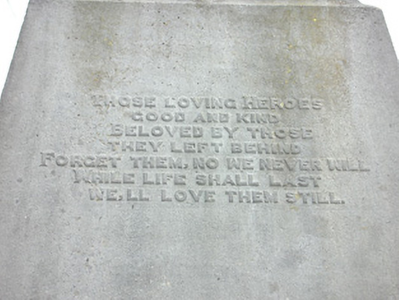 THOSE LOVING HEROES
GOOD AND KIND
BELOVED BY THOSE
THEY LEFT BEHIND
FORGET THEM, NO WE NEVER WILL
WHILE LIFE SHALL LAST
WE,LL LOVE THEM STILL.